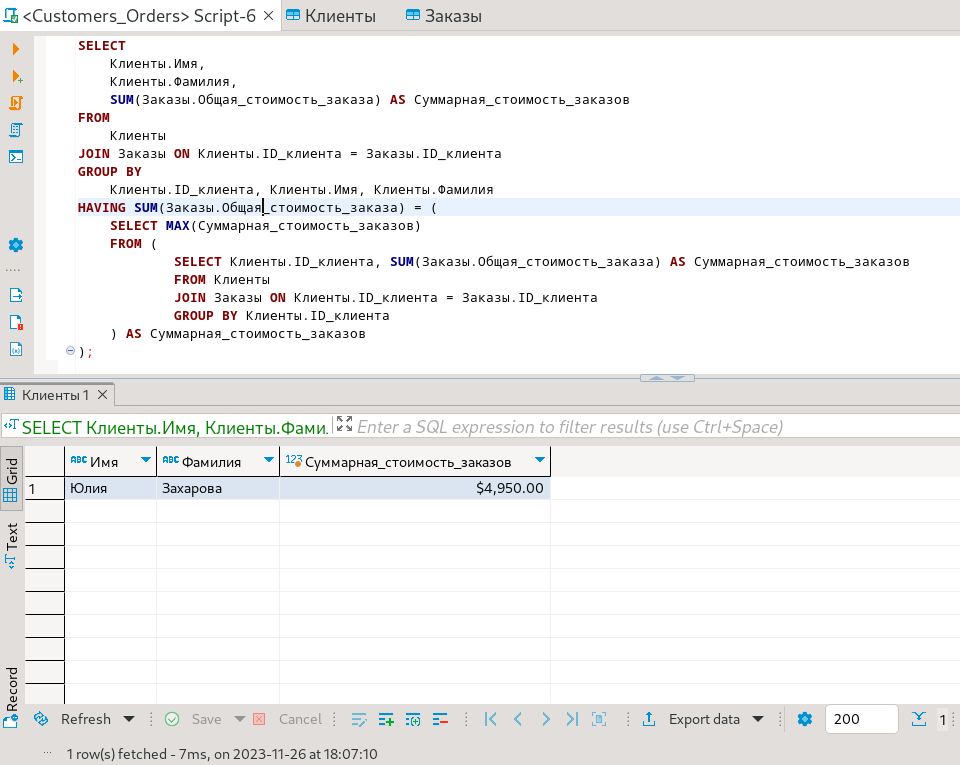 <Customers_Orders> Script-6
Клиенты
Заказы
SELECT
Клиенты.Имя,
Клиенты.Фамилия,
SUM(Заказы.Общая_стоимость_заказа) AS Суммарная_стоимость_заказов
FROM
Клиенты
JOIN Заказы ON Клиенты.ID_клиента = Заказы.ID_клиента
GROUP BY
Клиенты.ID_клиента, Клиенты.Имя, Клиенты.Фамилия
HAVING SUM(Заказы.Общая_стоимость_заказа) = (
SELECT MAX(Суммарная_стоимость_заказов)
FROM (
SELECT Клиенты.ID_клиента, SUM(Заказы.Общая_стоимость_заказа) AS Суммарная_стоимость_заказов
FROM Клиенты
JOIN Заказы ON Клиенты.ID_клиента = Заказы.ID_клиента
GROUP BY Клиенты.ID_клиента
) AS Суммарная_стоимость_заказов
);
Клиенты 1
SELECT Клиенты.Имя, Клиенты.Фами.
Enter a SQL expression to filter results (use Ctrl+Space)
Grid
Text
Record
ABC Имя
ABC Фамилия
123 Суммарная_стоимость_заказов
1 Юлия Захарова $4,950.00
Refresh Save Cancel Export data 200 1
1 row(s) fetched - 7ms, on 2023-11-26 at 18:07:10